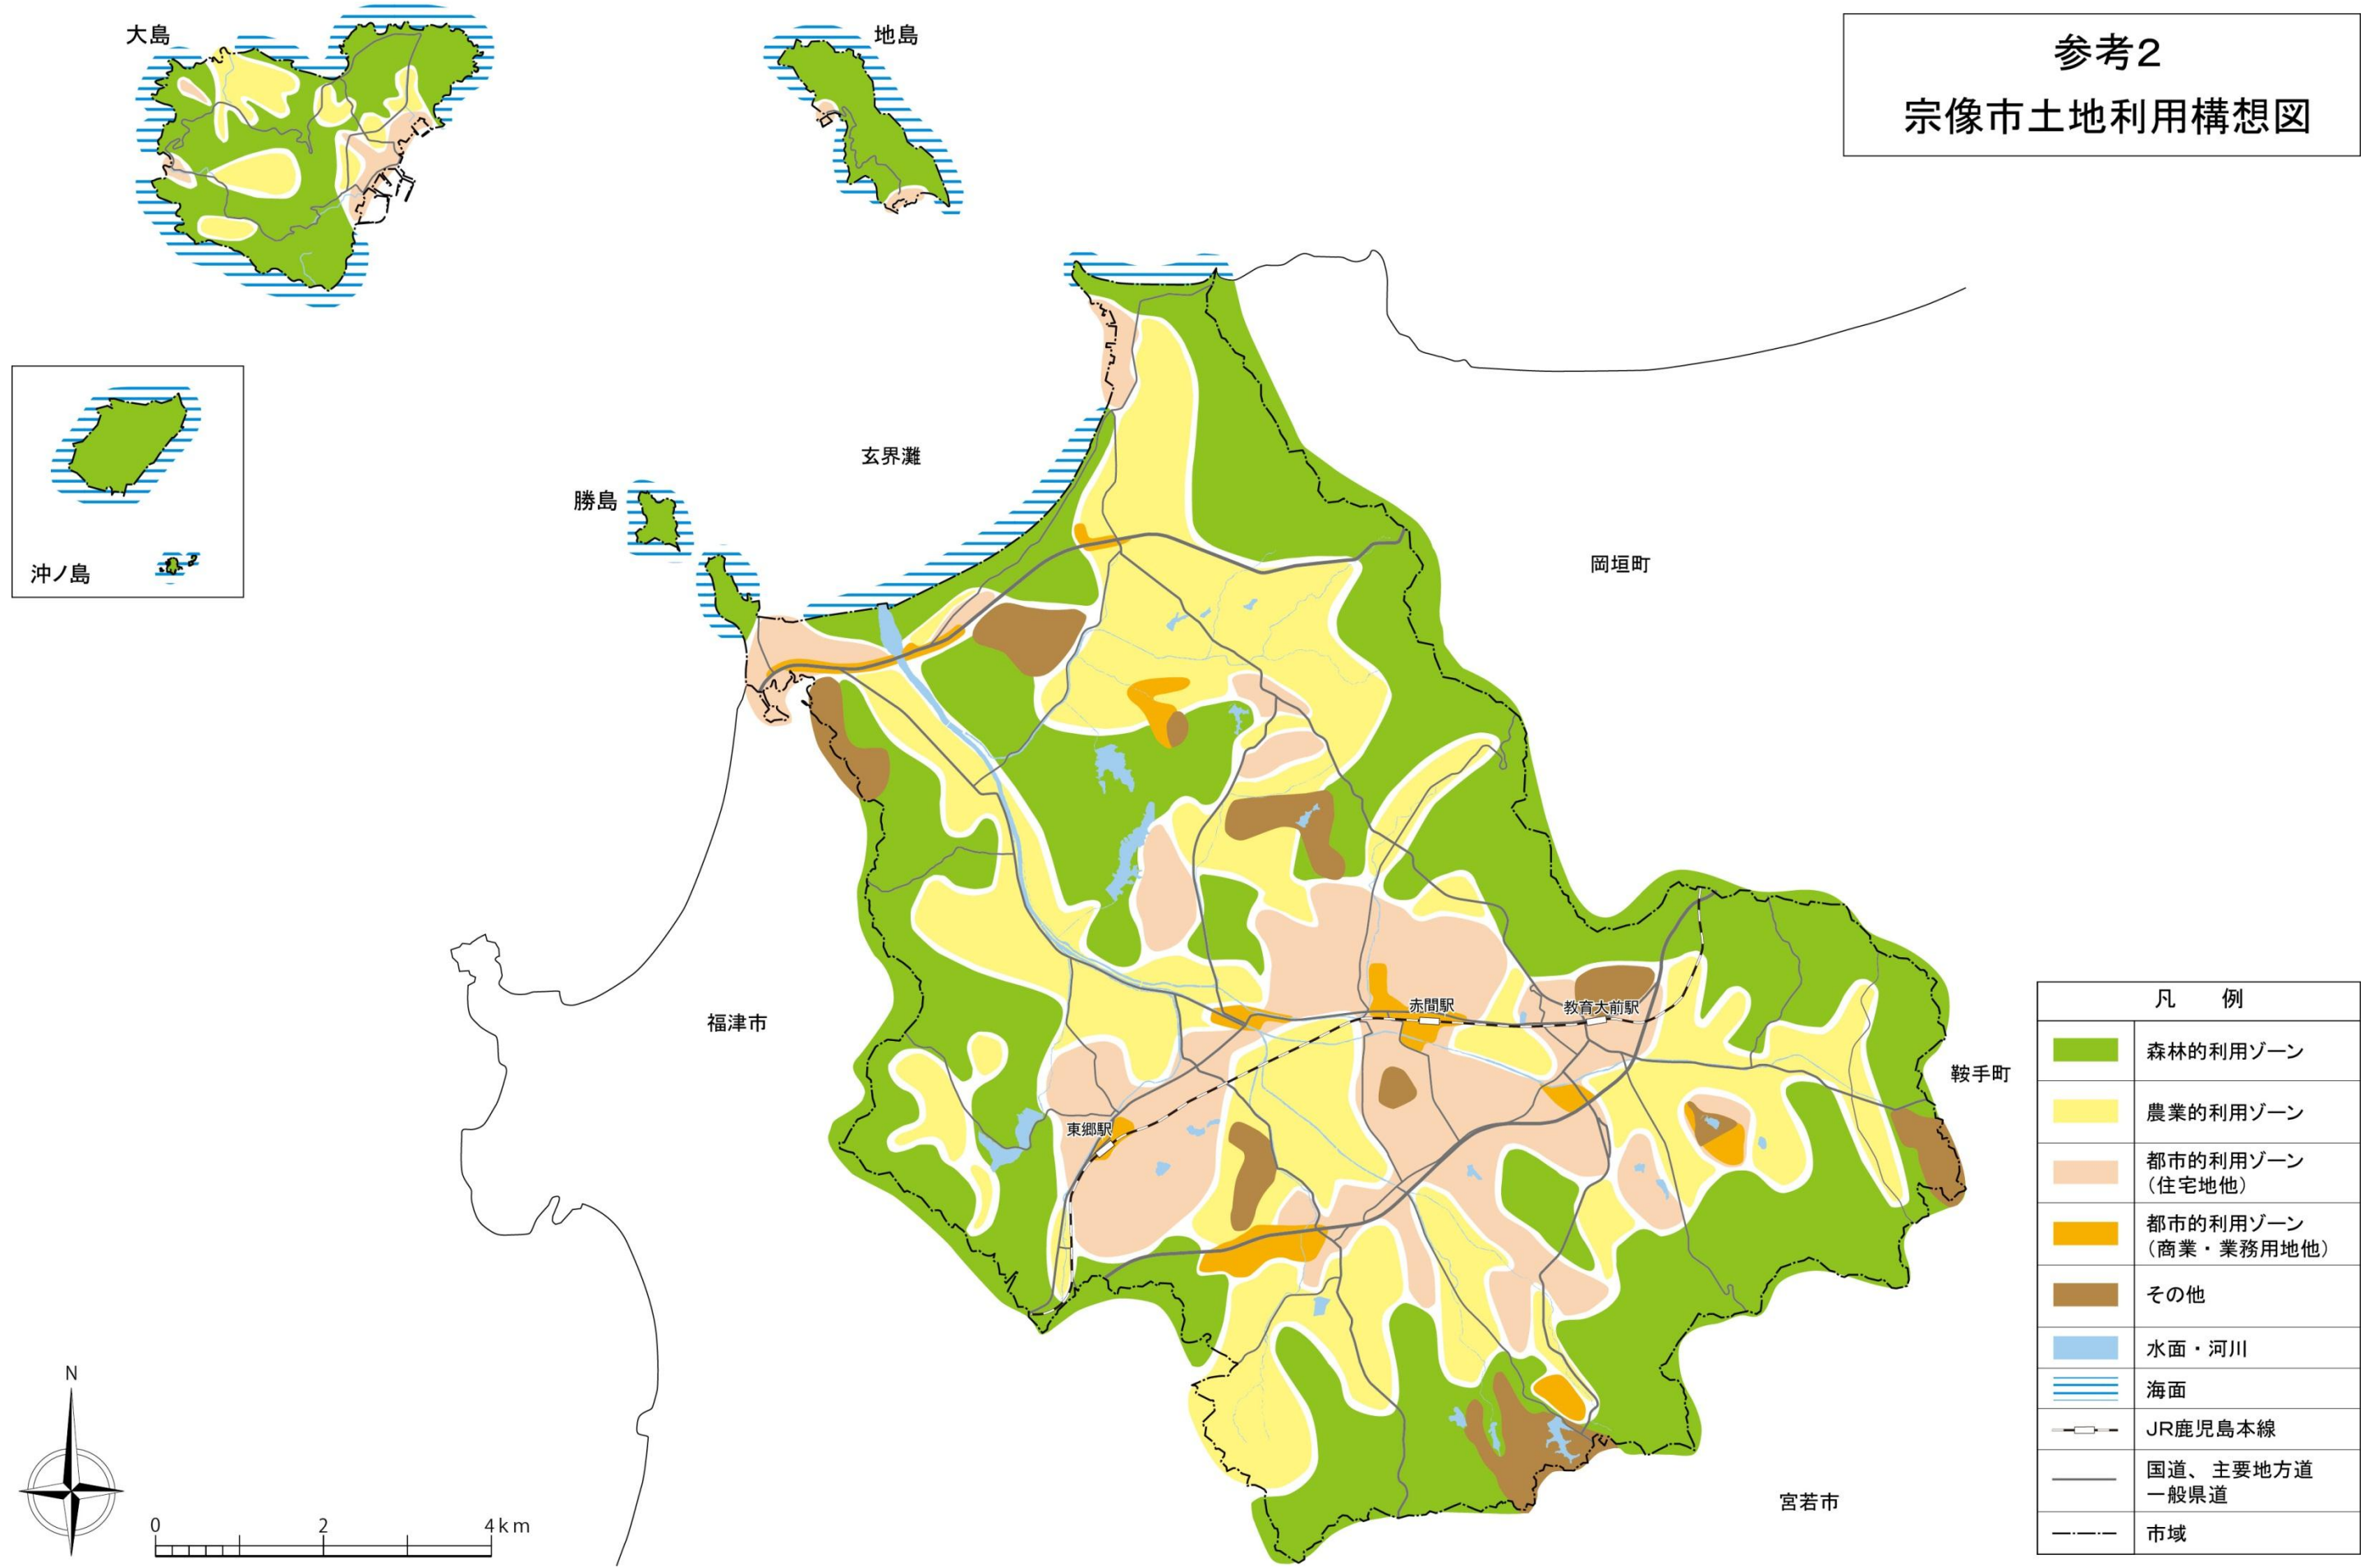 参考2
宗像市土地利用構想図
大島
地島
沖ノ島
勝島
玄界灘
岡垣町
福津市
赤間駅
教育大前駅
鞍手町
東郷駅
宮若市
凡 例
森林的利用ゾーン
農業的利用ゾーン
都市的利用ゾーン
（住宅地他）
都市的利用ゾーン
（商業・業務用地他）
その他
水面・河川
海面
JR鹿児島本線
国道、主要地方道
一般県道
市域
N
0 2 4km